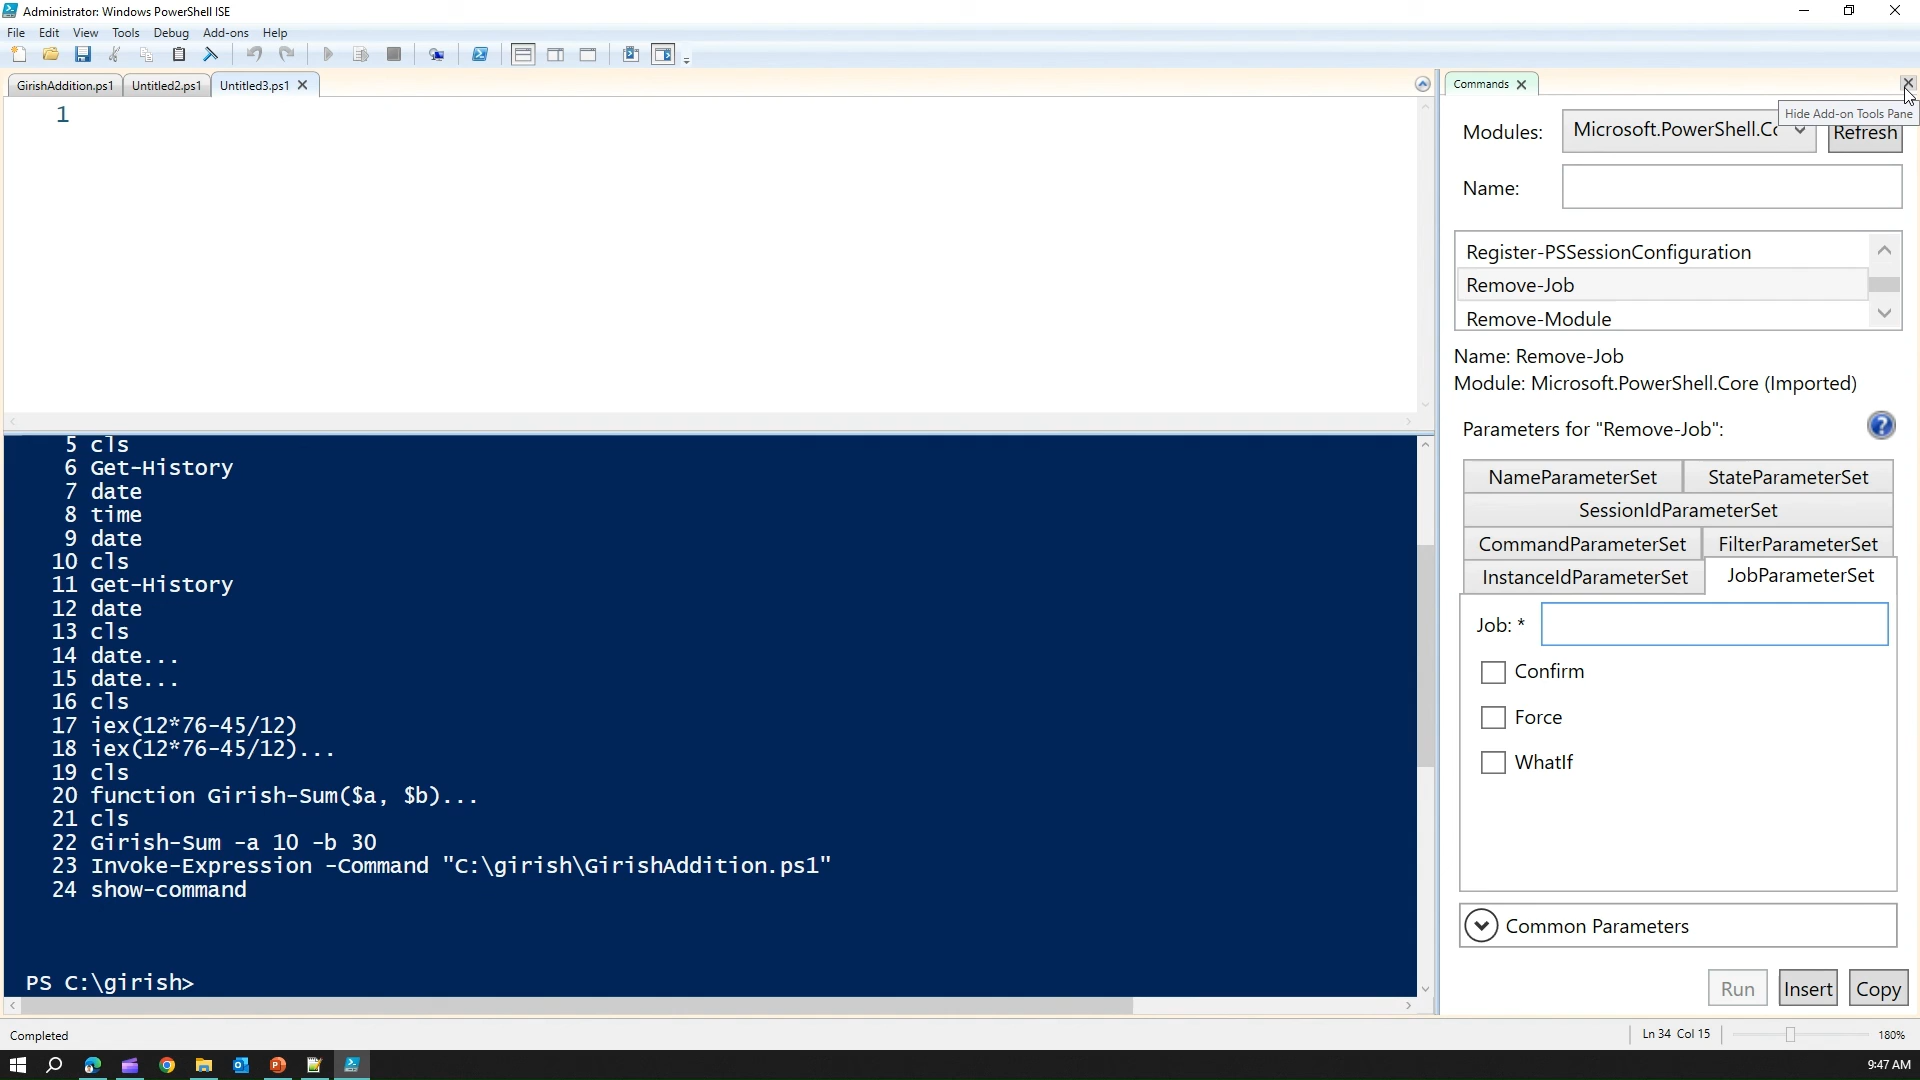 Administrator: Windows PowerShell ISE
File Edit View Tools Debug Add-ons Help
GirishAddition.ps1 Untitled2.ps1 Untitled3.ps1
1
5 cls
6 Get-History
7 date
8 time
9 date
10 cls
11 Get-History
12 date
13 cls
14 date...
15 date...
16 cls
17 iex(12*76-45/12)
18 iex(12*76-45/12)...
19 cls
20 function Girish-Sum($a, $b)...
21 cls
22 Girish-Sum -a 10 -b 30
23 Invoke-Expression -Command "C:\girish\GirishAddition.ps1"
24 show-command
PS C:\girish>
Commands
Hide Add-on Tools Pane
Modules: Microsoft.PowerShell.Co Refresh
Name:
Register-PSSessionConfiguration
Remove-Job
Remove-Module
Name: Remove-Job
Module: Microsoft.PowerShell.Core (Imported)
Parameters for "Remove-Job": ?
NameParameterSet StateParameterSet
SessionIdParameterSet
CommandParameterSet FilterParameterSet
InstanceIdParameterSet JobParameterSet
Job: *
Confirm
Force
WhatIf
Common Parameters
Run Insert Copy
Completed Ln 34 Col 15 180%
9:47 AM